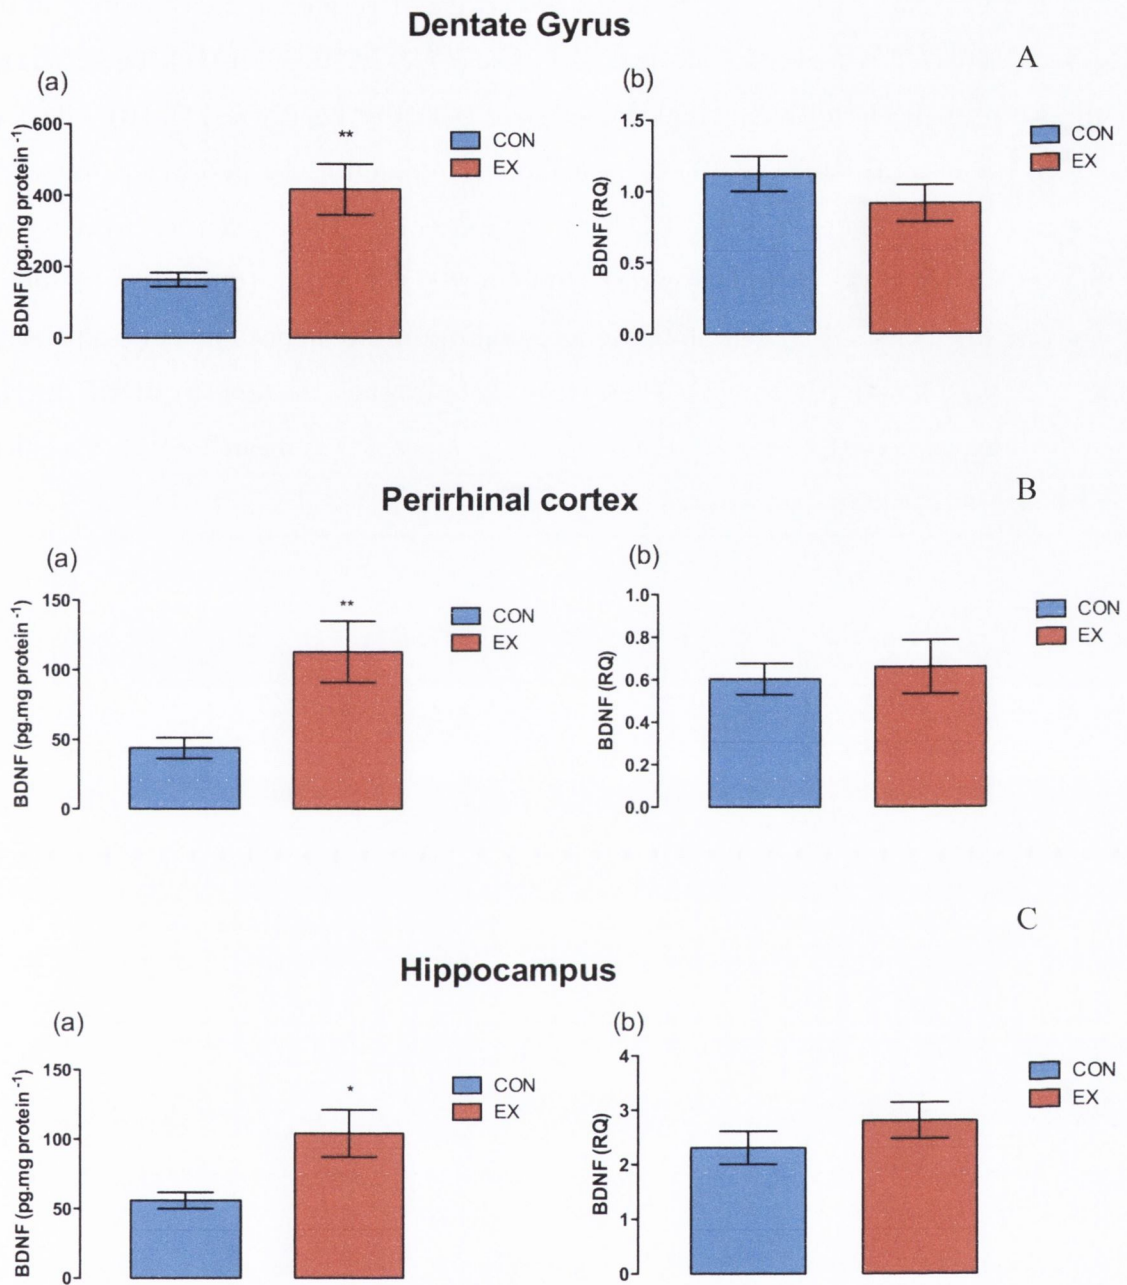 Dentate Gyrus
A
(a)
BDNF (pg.mg protein⁻¹)
600
400
200
0
**
CON
EX
(b)
BDNF (RQ)
1.5
1.0
0.5
0.0
CON
EX
Perirhinal cortex
B
(a)
BDNF (pg.mg protein⁻¹)
150
100
50
0
**
CON
EX
(b)
BDNF (RQ)
1.0
0.8
0.6
0.4
0.2
0.0
CON
EX
C
Hippocampus
(a)
BDNF (pg.mg protein⁻¹)
150
100
50
0
*
CON
EX
(b)
BDNF (RQ)
4
3
2
1
0
CON
EX